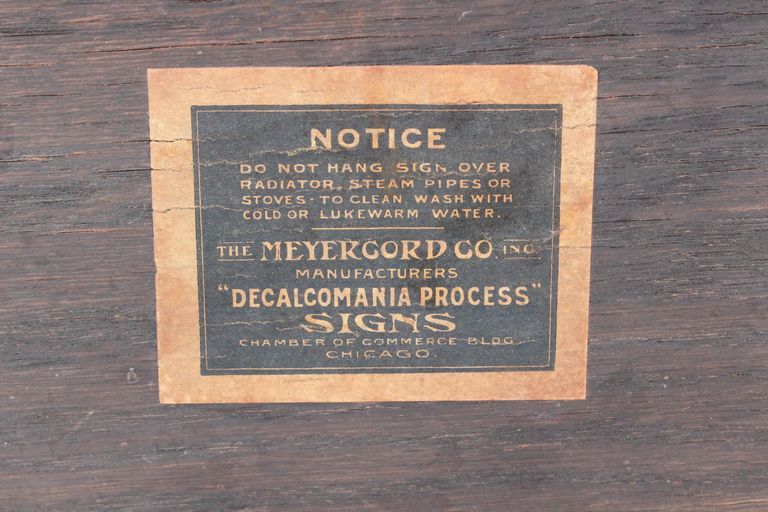 NOTICE
DO NOT HANG SIGN OVER
RADIATOR, STEAM PIPES OR
STOVES - TO CLEAN WASH WITH
COLD OR LUKEWARM WATER.
THE MEYERCORD CO. INC.
MANUFACTURERS
"DECALCOMANIA PROCESS"
SIGNS
CHAMBER OF COMMERCE BLDG.
CHICAGO.